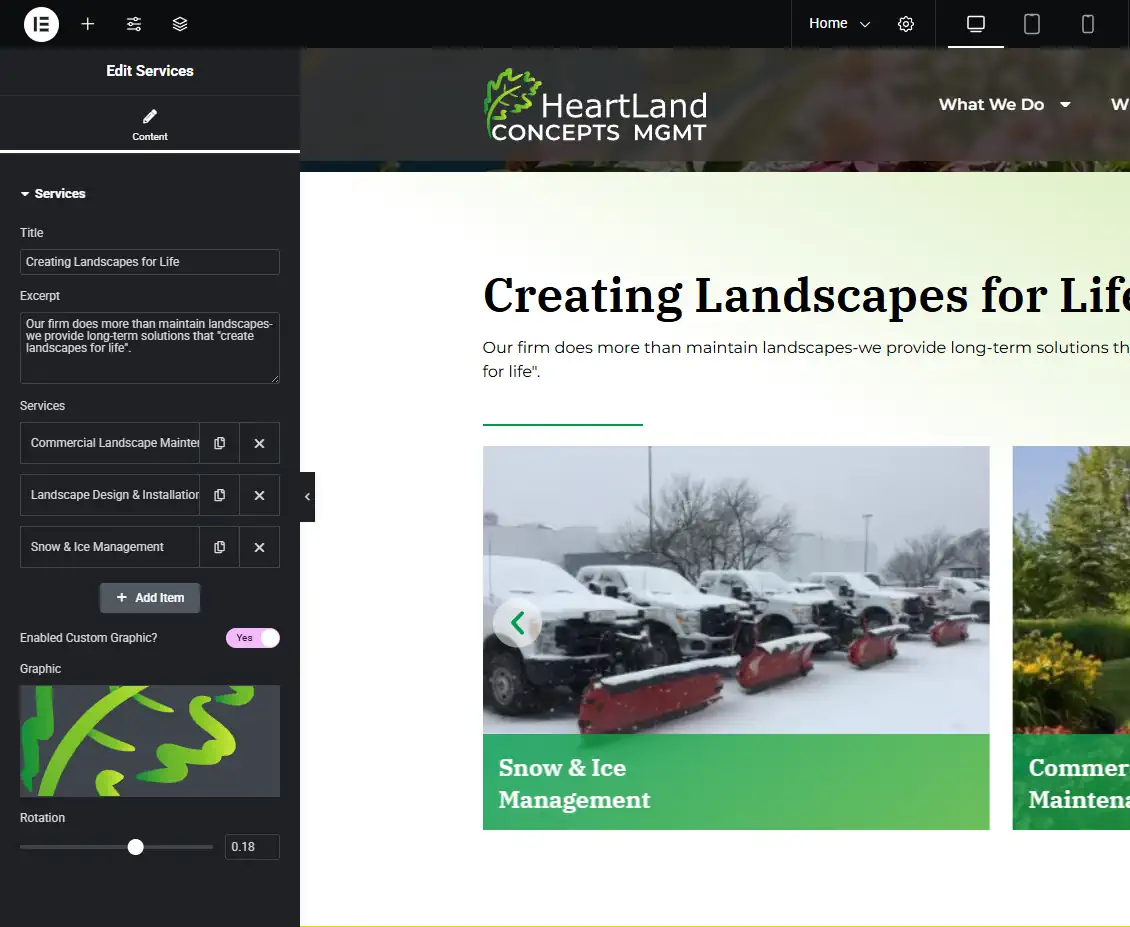 Home
Edit Services
Content
HeartLand
CONCEPTS MGMT
What We Do
W
Services
Title
Creating Landscapes for Life
Excerpt
Our firm does more than maintain landscapes-
we provide long-term solutions that "create
landscapes for life".
Services
Commercial Landscape Mainten
Landscape Design & Installation
Snow & Ice Management
Add Item
Enabled Custom Graphic?
Yes
Graphic
Rotation
0.18
Creating Landscapes for Life
Our firm does more than maintain landscapes-we provide long-term solutions th
for life".
Snow & Ice
Management
Commer
Maintena